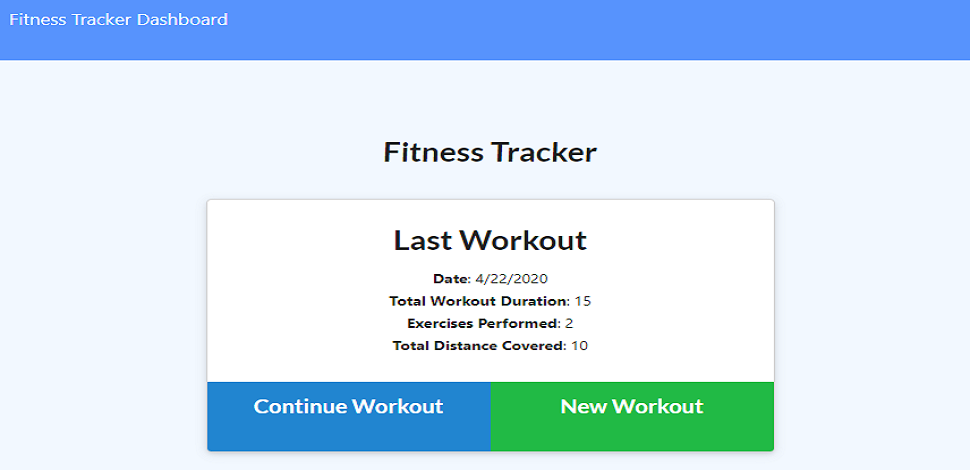 Fitness Tracker Dashboard
Fitness Tracker
Last Workout
Date: 4/22/2020
Total Workout Duration: 15
Exercises Performed: 2
Total Distance Covered: 10
Continue Workout
New Workout